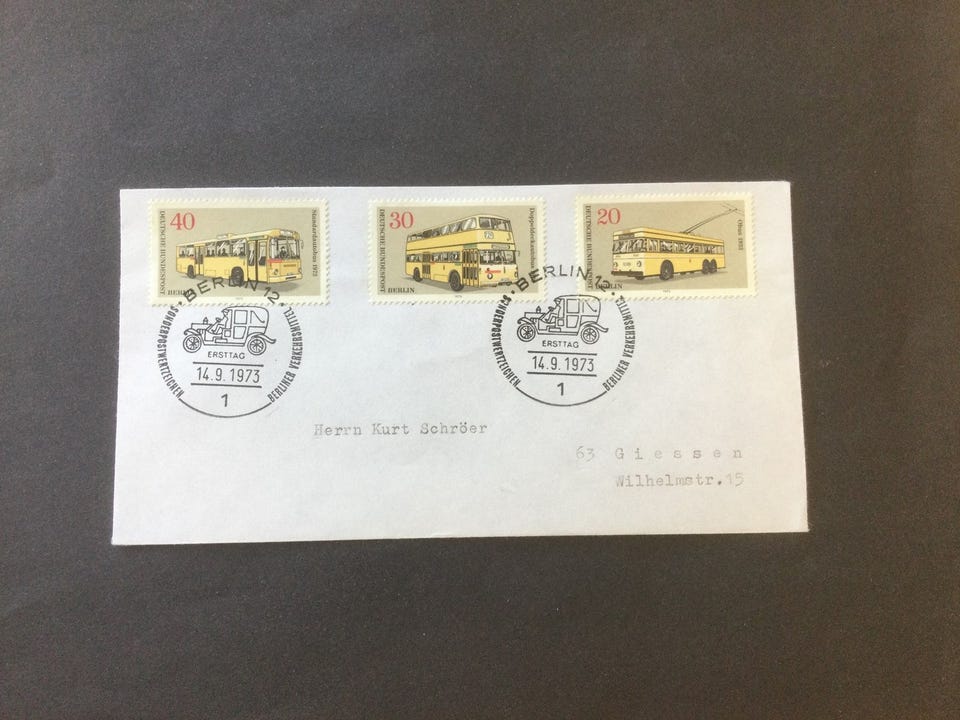 40
DEUTSCHE BUNDESPOST
BERLIN
Standardautobus 1973
30
DEUTSCHE BUNDESPOST
BERLIN
20
DEUTSCHE BUNDESPOST
BERLIN
BERLIN 12
SONDERPOSTWERTZEICHEN
BERLINER VERKEHRSMITTEL
ERSTTAG
14.9.1973
1
BERLIN 12
SONDERPOSTWERTZEICHEN
BERLINER VERKEHRSMITTEL
ERSTTAG
14.9.1973
1
Herrn Kurt Schröer
63 Giessen
Wilhelmstr.15